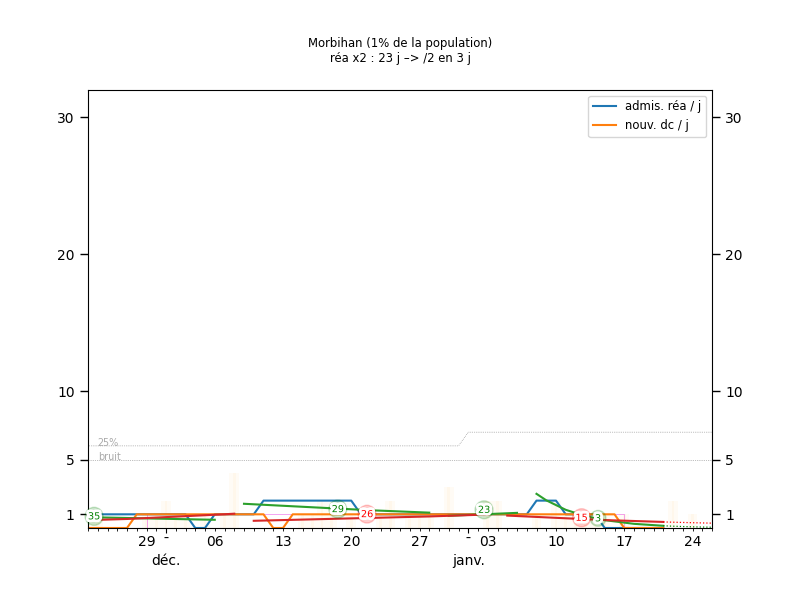 Morbihan (1% de la population)
réa x2 : 23 j –> /2 en 3 j
admis. réa / j
nouv. dc / j
30 30
20 20
10 10
25%
bruit
5 5
1 1
35 29 26 23 15 3
29 - 06 13 20 27 - 03 10 17 24
déc. janv.